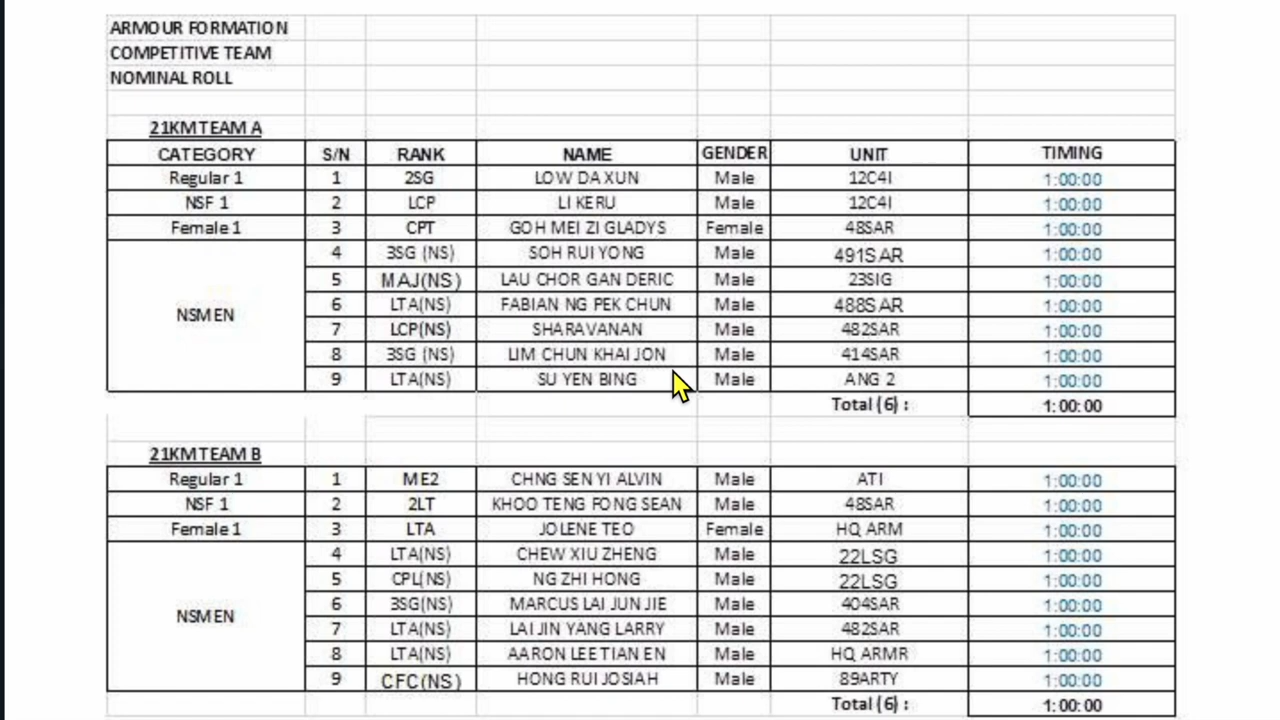 ARMOUR FORMATION
COMPETITIVE TEAM
NOMINAL ROLL
21KM TEAM A
CATEGORY S/N RANK NAME GENDER UNIT TIMING
Regular 1 1 2SG LOW DA XUN Male 12C4I 1:00:00
NSF 1 2 LCP LI KERU Male 12C4I 1:00:00
Female 1 3 CPT GOH MEI ZI GLADYS Female 48SAR 1:00:00
4 3SG (NS) SOH RUI YONG Male 491SAR 1:00:00
5 MAJ(NS) LAU CHOR GAN DERIC Male 23SIG 1:00:00
NSMEN 6 LTA(NS) FABIAN NG PEK CHUN Male 488SAR 1:00:00
7 LCP(NS) SHARAVANAN Male 482SAR 1:00:00
8 3SG (NS) LIM CHUN KHAI JON Male 414SAR 1:00:00
9 LTA(NS) SU YEN BING Male ANG 2 1:00:00
Total (6) : 1:00:00
21KM TEAM B
Regular 1 1 ME2 CHNG SEN YI ALVIN Male ATI 1:00:00
NSF 1 2 2LT KHOO TENG FONG SEAN Male 48SAR 1:00:00
Female 1 3 LTA JOLENE TEO Female HQ ARM 1:00:00
4 LTA(NS) CHEW XIU ZHENG Male 22LSG 1:00:00
5 CPL(NS) NG ZHI HONG Male 22LSG 1:00:00
NSMEN 6 3SG(NS) MARCUS LAI JUN JIE Male 404SAR 1:00:00
7 LTA(NS) LAI JIN YANG LARRY Male 482SAR 1:00:00
8 LTA(NS) AARON LEE TIAN EN Male HQ ARMR 1:00:00
9 CFC(NS) HONG RUI JOSIAH Male 89ARTY 1:00:00
Total (6) : 1:00:00